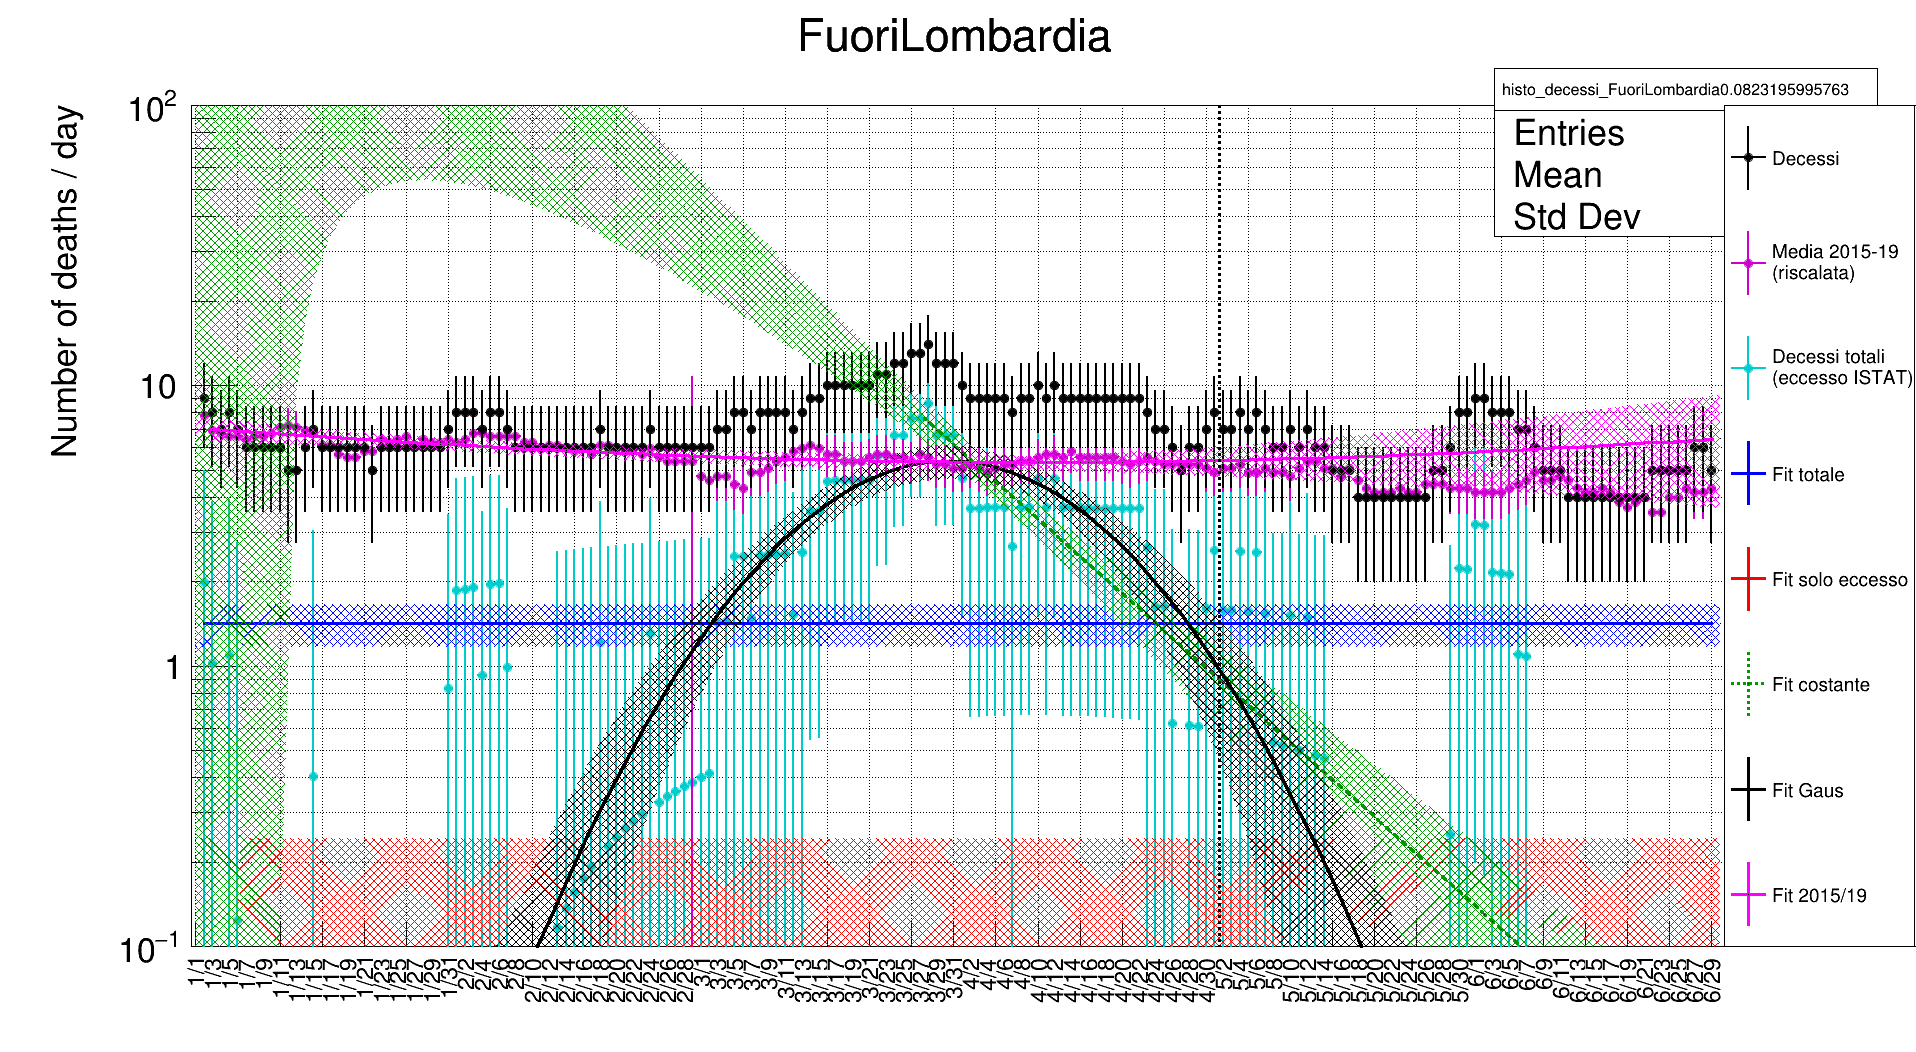 FuoriLombardia
histo_decessi_FuoriLombardia0.0823195995763
Entries
Mean
Std Dev
Number of deaths / day
10²
10
1
10⁻¹
Decessi
Media 2015-19
(riscalata)
Decessi totali
(eccesso ISTAT)
Fit totale
Fit solo eccesso
Fit costante
Fit Gaus
Fit 2015/19
1/1 1/3 1/5 1/7 1/9 1/11 1/13 1/15 1/17 1/19 1/21 1/23 1/25 1/27 1/29 1/31 2/2 2/4 2/6 2/8 2/10 2/12 2/14 2/16 2/18 2/20 2/22 2/24 2/26 2/28 3/1 3/3 3/5 3/7 3/9 3/11 3/13 3/15 3/17 3/19 3/21 3/23 3/25 3/27 3/29 3/31 4/2 4/4 4/6 4/8 4/10 4/12 4/14 4/16 4/18 4/20 4/22 4/24 4/26 4/28 4/30 5/2 5/4 5/6 5/8 5/10 5/12 5/14 5/16 5/18 5/20 5/22 5/24 5/26 5/28 5/30 6/1 6/3 6/5 6/7 6/9 6/11 6/13 6/15 6/17 6/19 6/21 6/23 6/25 6/27 6/29